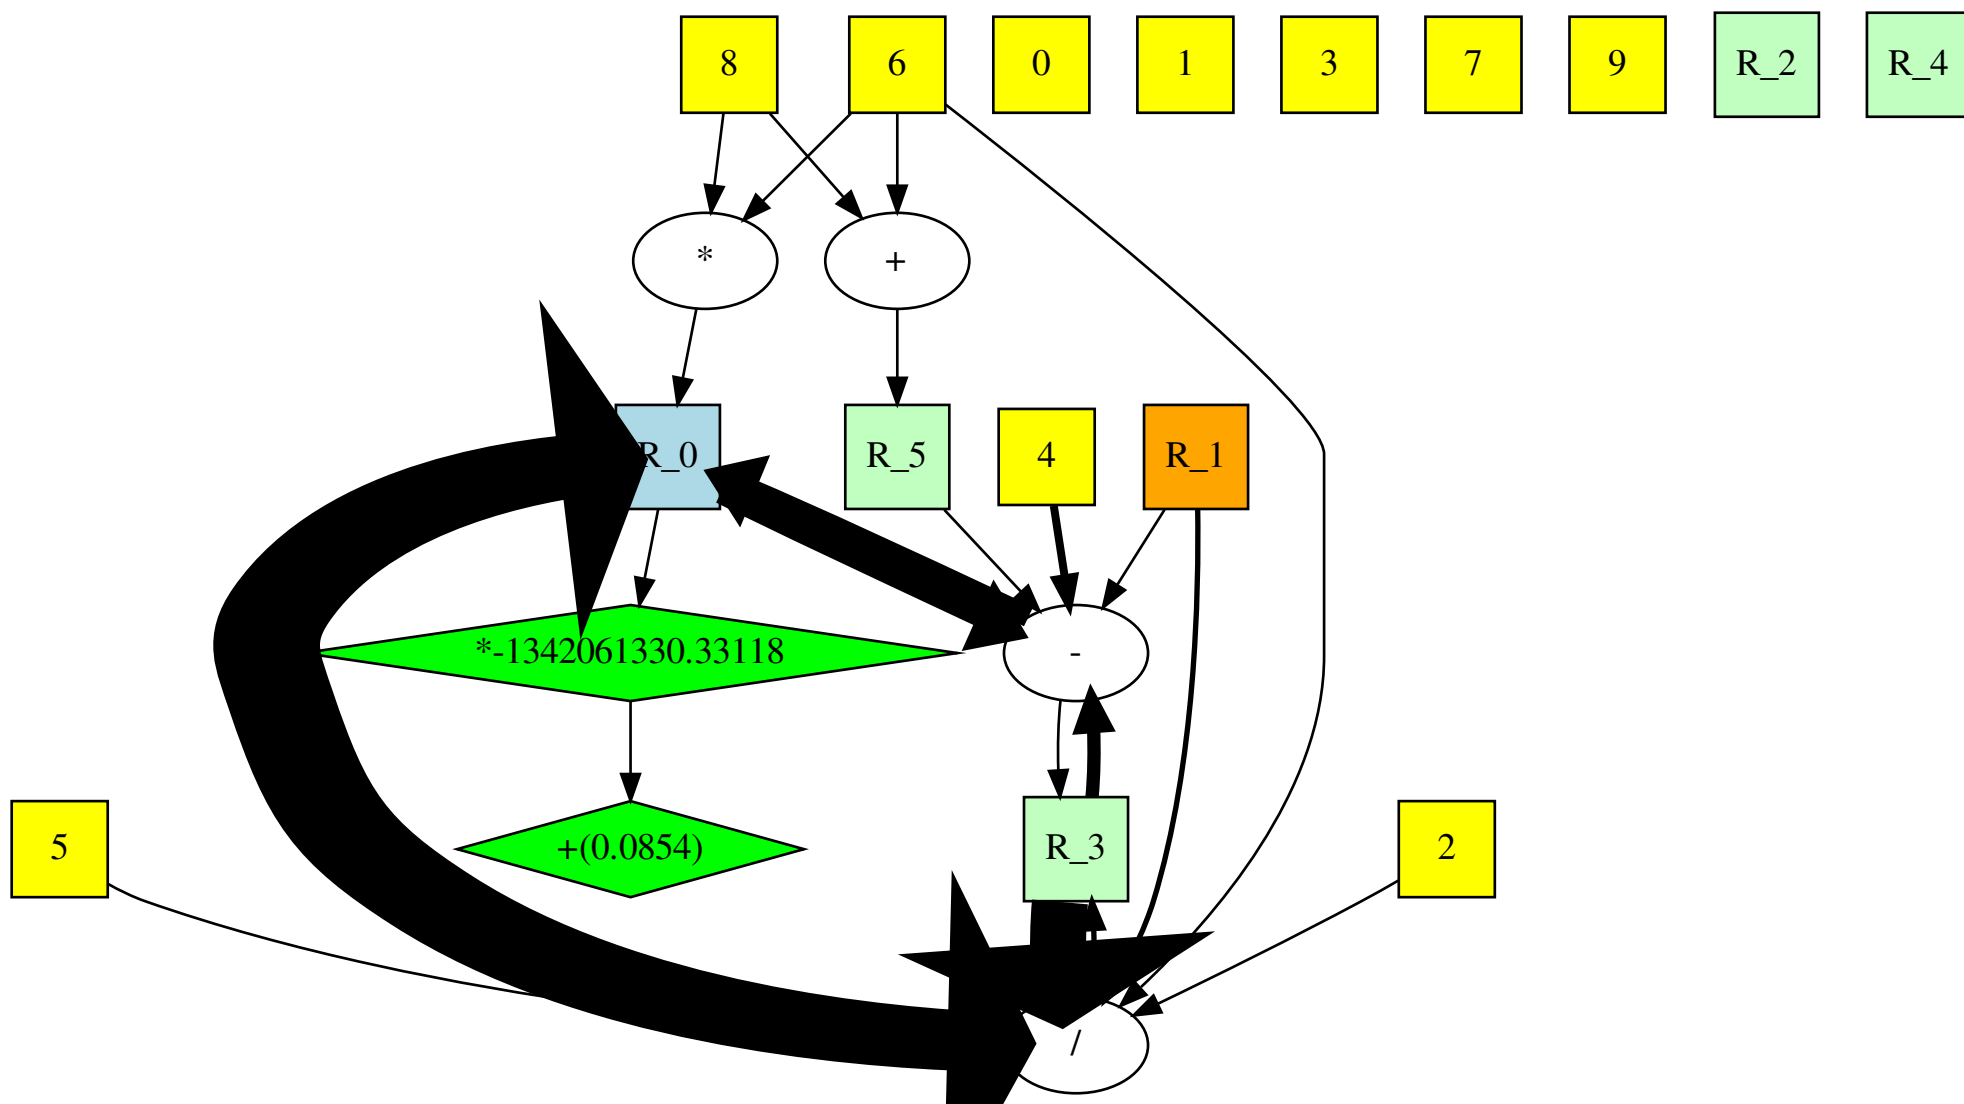 8 6 0 1 3 7 9 R_2 R_4
* +
R_0 R_5 4 R_1
*-1342061330.33118 -
5 +(0.0854) R_3 2
/